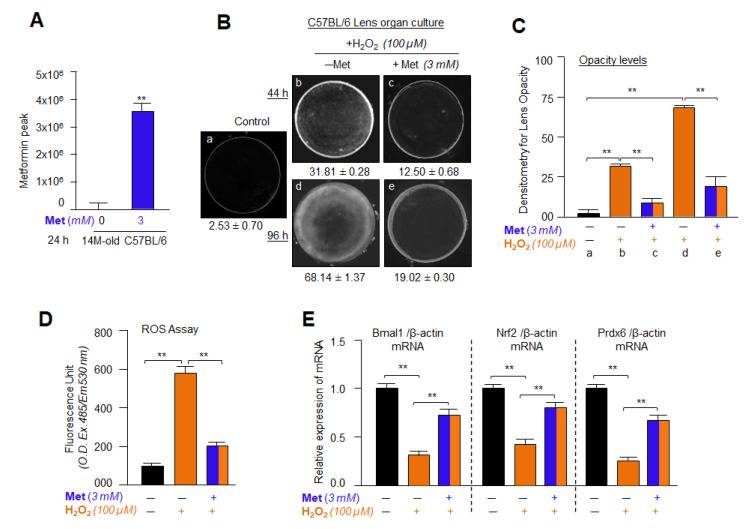 A
5x10⁶
4x10⁶
3x10⁶
2x10⁶
1x10⁶
0
Metformin peak
**
Met (mM) 0 3
24 h 14M-old C57BL/6
B
C57BL/6 Lens organ culture
+H₂O₂ (100 µM)
–Met + Met (3 mM)
44 h
Control
a
2.53 ± 0.70
b
31.81 ± 0.28
c
12.50 ± 0.68
96 h
d
68.14 ± 1.37
e
19.02 ± 0.30
C
Opacity levels
100
75
50
25
00
Densitometry for Lens Opacity
** **
** **
Met (3 mM) – – + – +
H₂O₂ (100 µM) – + + + +
a b c d e
D
ROS Assay
800
600
400
200
000
Fluorescence Unit
(O.D. Ex 485/Em530 nm)
** **
Met (3 mM) – – +
H₂O₂ (100 µM) – + +
E
Bmal1 /β-actin
mRNA
Nrf2 /β-actin
mRNA
Prdx6 /β-actin
mRNA
1.5
1.0
0.5
0.0
Relative expression of mRNA
** **
** **
** **
Met (3 mM) – – + – – + – – +
H₂O₂ (100 µM) – + + – + + – + +